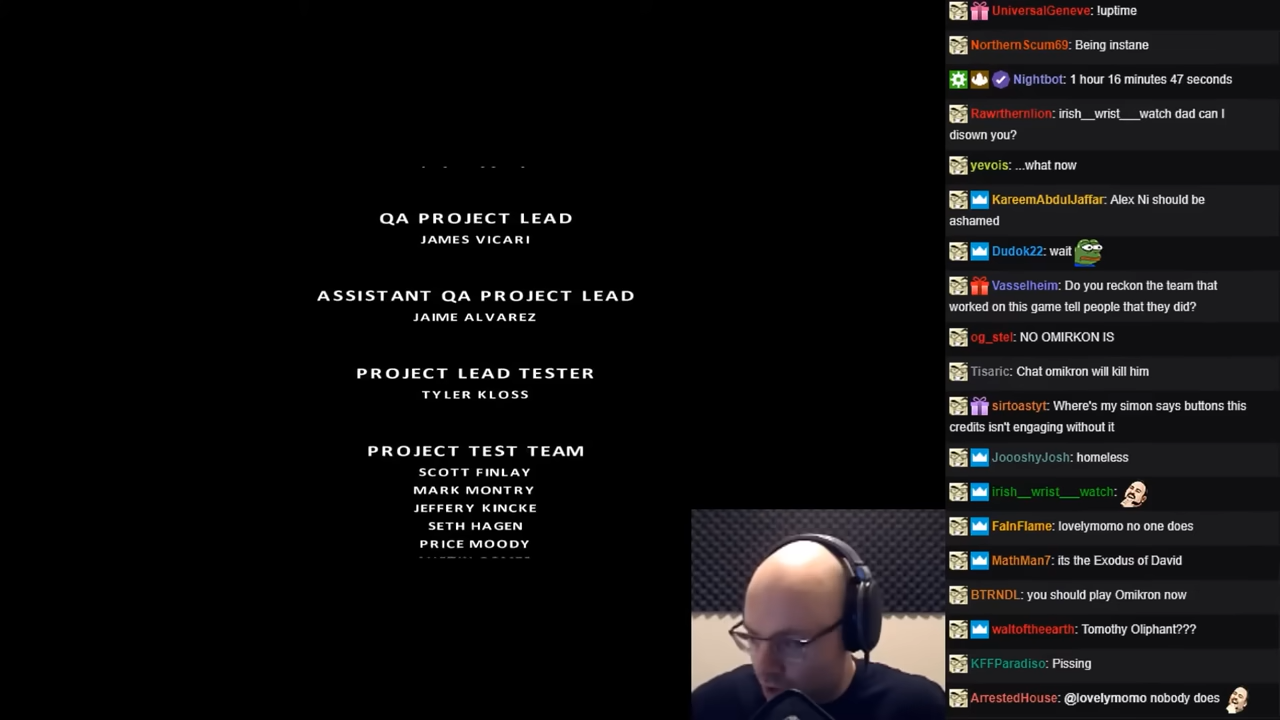 QA PROJECT LEAD
JAMES VICARI
ASSISTANT QA PROJECT LEAD
JAIME ALVAREZ
PROJECT LEAD TESTER
TYLER KLOSS
PROJECT TEST TEAM
SCOTT FINLAY
MARK MONTRY
JEFFERY KINCKE
SETH HAGEN
PRICE MOODY
UniversalGeneve: !uptime
NorthernScum69: Being instane
Nightbot: 1 hour 16 minutes 47 seconds
Rawrthernlion: irish__wrist___watch dad can I
disown you?
yevois: ...what now
KareemAbdulJaffar: Alex Ni should be
ashamed
Dudok22: wait
Vasselheim: Do you reckon the team that
worked on this game tell people that they did?
og_stei: NO OMIRKON IS
Tisaric: Chat omikron will kill him
sirtoastyt: Where's my simon says buttons this
credits isn't engaging without it
JoooshyJosh: homeless
irish__wrist___watch:
FalnFlame: lovelymomo no one does
MathMan7: its the Exodus of David
BTRNDL: you should play Omikron now
waltoftheearth: Tomothy Oliphant???
KFFParadiso: Pissing
ArrestedHouse: @lovelymomo nobody does